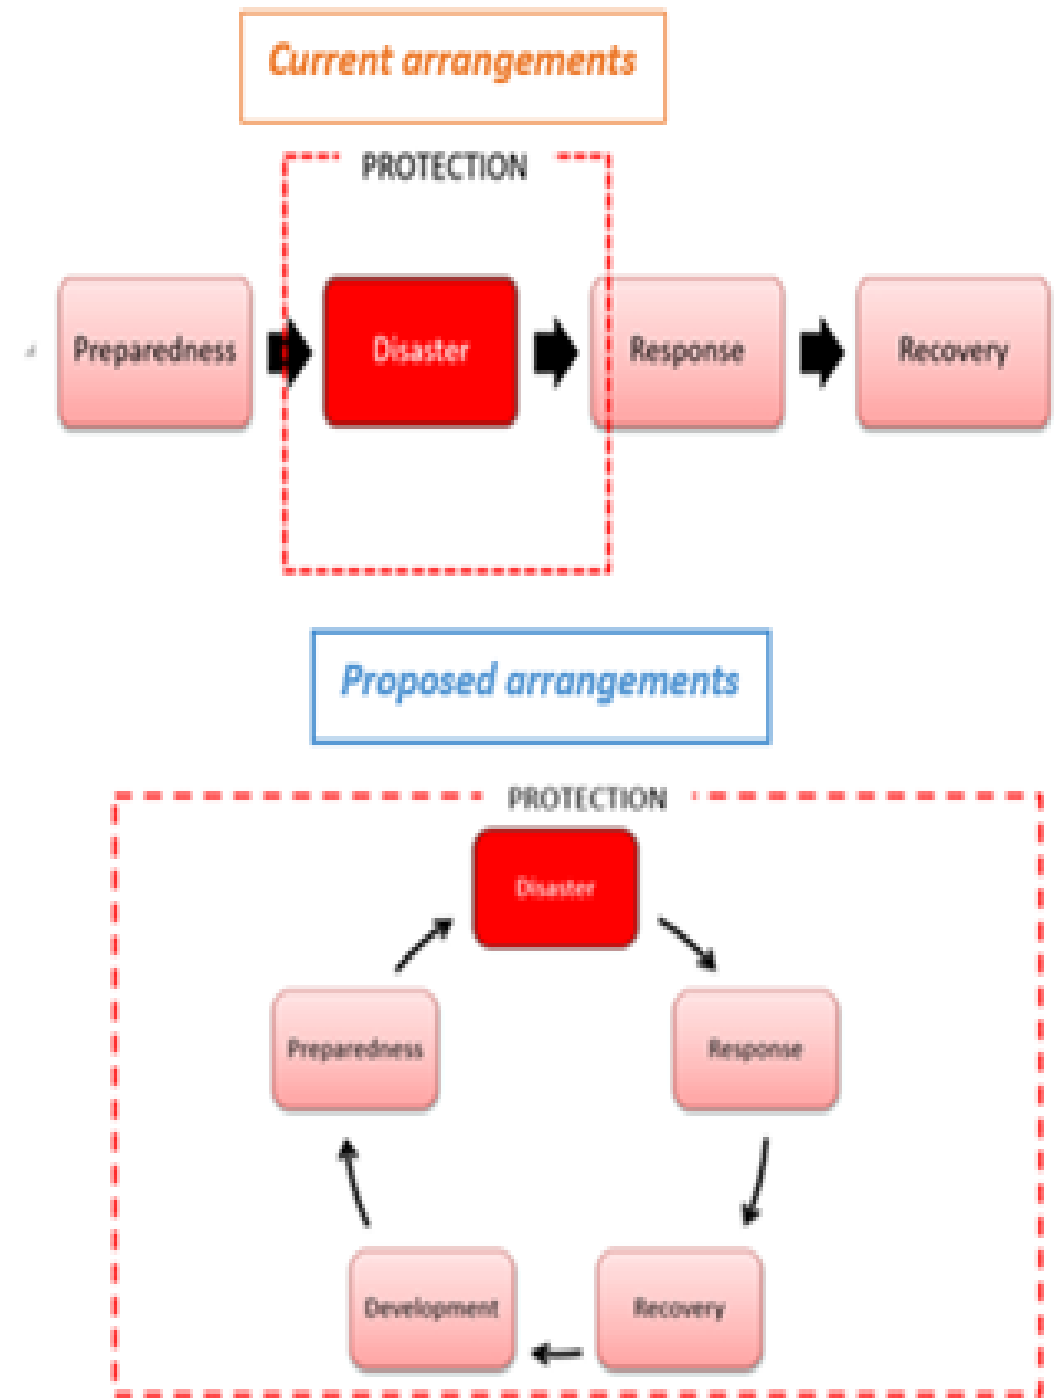 Current arrangements
PROTECTION
Preparedness
Disaster
Response
Recovery
Proposed arrangements
PROTECTION
Disaster
Preparedness
Response
Development
Recovery